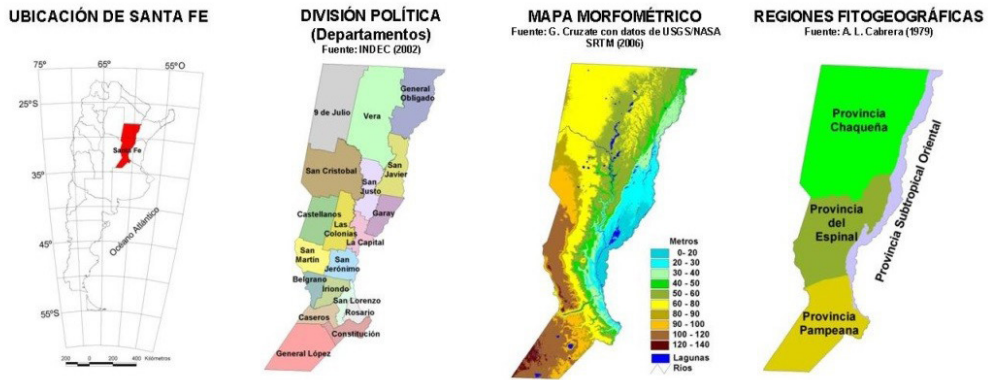 UBICACIÓN DE SANTA FE
75º
65º
55ºO
25ºS
35º
45º
55ºS
Santa Fe
Océano Atlántico
200 0 200 400 Kilómetros
DIVISIÓN POLÍTICA
(Departamentos)
Fuente: INDEC (2002)
General
Obligado
9 de Julio
Vera
San Cristobal
San
Javier
San
Justo
Castellanos
Las
Colonias
Garay
La Capital
San
Martín
San
Jerónimo
Belgrano
Iriondo
San Lorenzo
Rosario
Caseros
Constitución
General López
MAPA MORFOMÉTRICO
Fuente: G. Cruzate con datos de USGS/NASA
SRTM (2006)
Metros
0- 20
20 - 30
30 - 40
40 - 50
50 - 60
60 - 80
80 - 90
90 - 100
100 - 120
120 - 140
Lagunas
Ríos
REGIONES FITOGEOGRÁFICAS
Fuente: A. L. Cabrera (1979)
Provincia
Chaqueña
Provincia
del
Espinal
Provincia Subtropical Oriental
Provincia
Pampeana